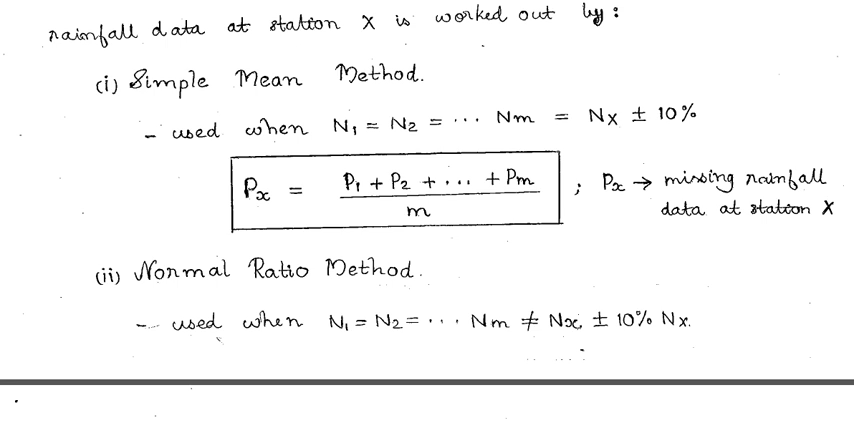 rainfall data at station X is worked out by :
(i) Simple Mean Method.
- used when N₁ = N₂ = ... Nm = Nx ± 10%
Px = (P₁ + P₂ + ... + Pm) / m ; Px → missing rainfall
data at station X
(ii) Normal Ratio Method.
- used when N₁ = N₂ = ... Nm ≠ Nx ± 10% Nx.